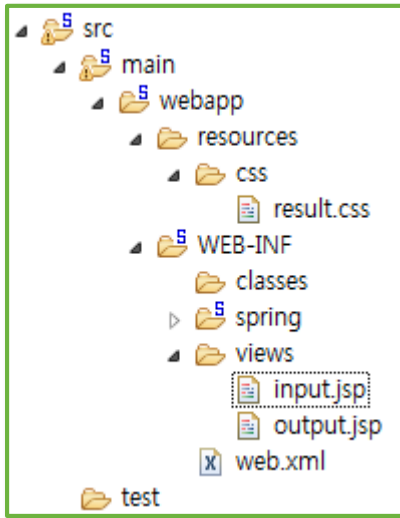 src
main
webapp
resources
css
result.css
WEB-INF
classes
spring
views
input.jsp
output.jsp
web.xml
test